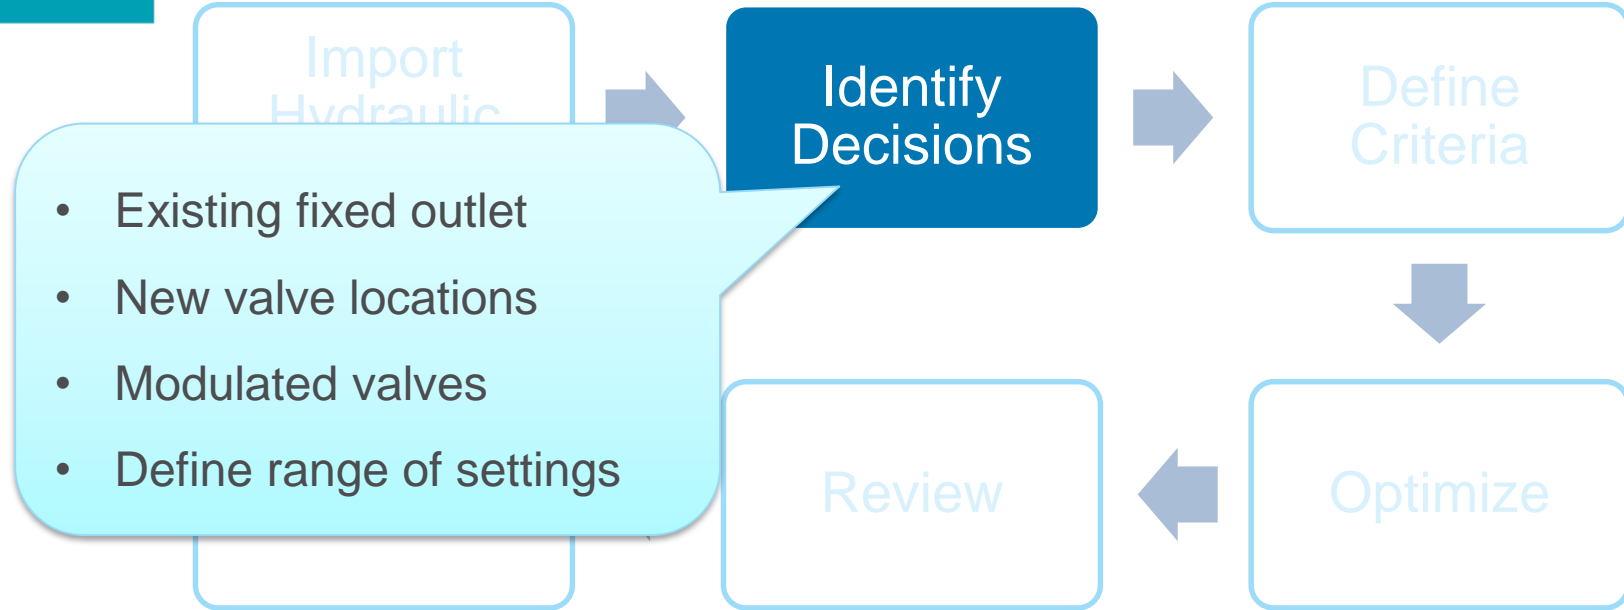 Import
Hydraulic
Identify
Decisions
Define
Criteria
• Existing fixed outlet
• New valve locations
• Modulated valves
• Define range of settings
Review
Optimize